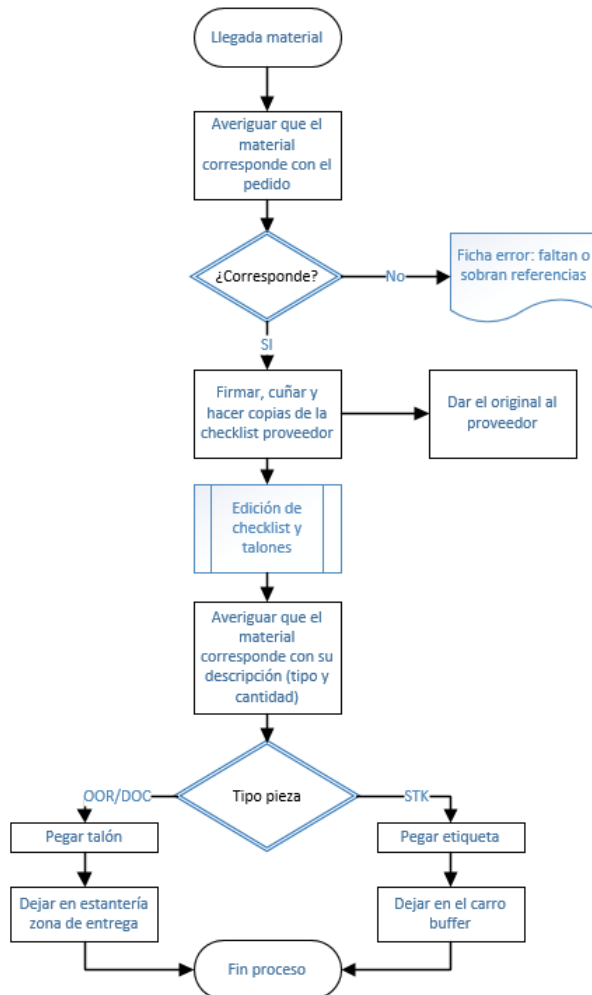 Llegada material
Averiguar que el
material
corresponde con el
pedido
¿Corresponde?
No
Ficha error: faltan o
sobran referencias
SI
Firmar, cuñar y
hacer copias de la
checklist proveedor
Dar el original al
proveedor
Edición de
checklist y
talones
Averiguar que el
material
corresponde con su
descripción (tipo y
cantidad)
OOR/DOC
Tipo pieza
STK
Pegar talón
Pegar etiqueta
Dejar en estantería
zona de entrega
Dejar en el carro
buffer
Fin proceso